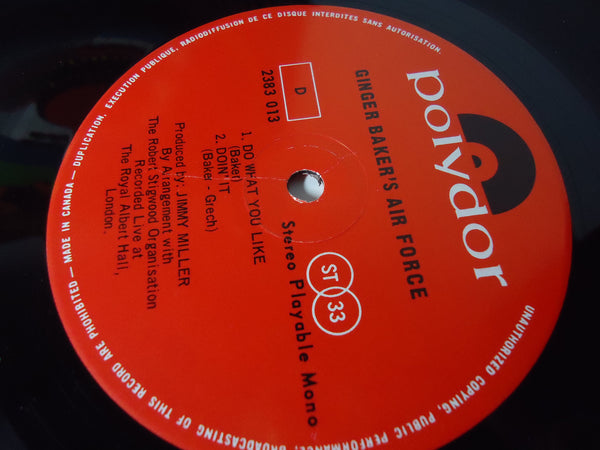 polydor
GINGER BAKER'S AIR FORCE
D
2383 013
ST 33
Stereo Playable Mono
1. DO WHAT YOU LIKE
(Baker)
2. DOIN' IT
(Baker - Grech)
Produced by: JIMMY MILLER
By Arrangement with
The Robert Stigwood Organisation
Recorded Live at
The Royal Albert Hall,
London.
UNAUTHORIZED COPYING, PUBLIC PERFORMANCE, BROADCASTING OF THIS RECORD ARE PROHIBITED — MADE IN CANADA — DUPLICATION, EXECUTION PUBLIQUE, RADIODIFFUSION DE CE DISQUE INTERDITES SANS AUTORISATION.